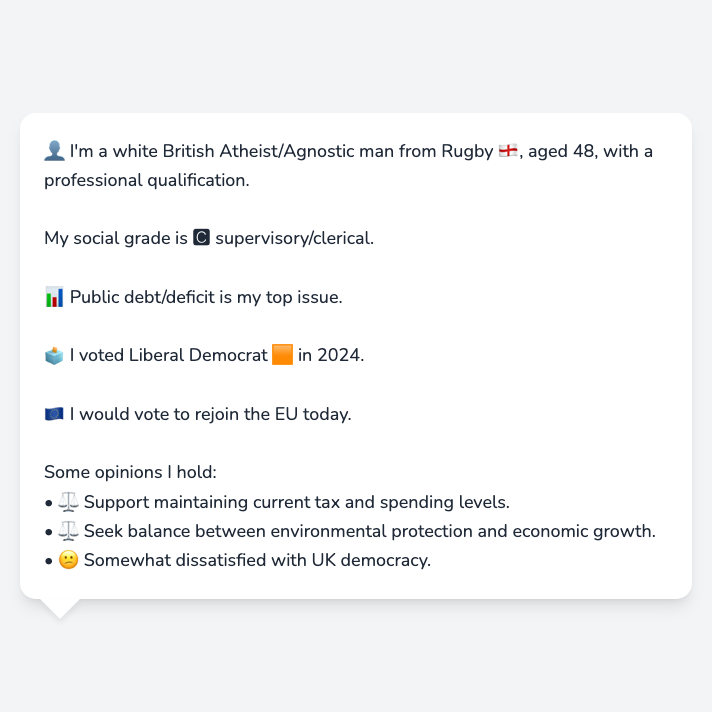 👤 I'm a white British Atheist/Agnostic man from Rugby 🏴󠁧󠁢󠁥󠁮󠁧󠁿, aged 48, with a
professional qualification.
My social grade is 🅲 supervisory/clerical.
📊 Public debt/deficit is my top issue.
🗳️ I voted Liberal Democrat 🟧 in 2024.
🇪🇺 I would vote to rejoin the EU today.
Some opinions I hold:
• ⚖️ Support maintaining current tax and spending levels.
• ⚖️ Seek balance between environmental protection and economic growth.
• 😕 Somewhat dissatisfied with UK democracy.